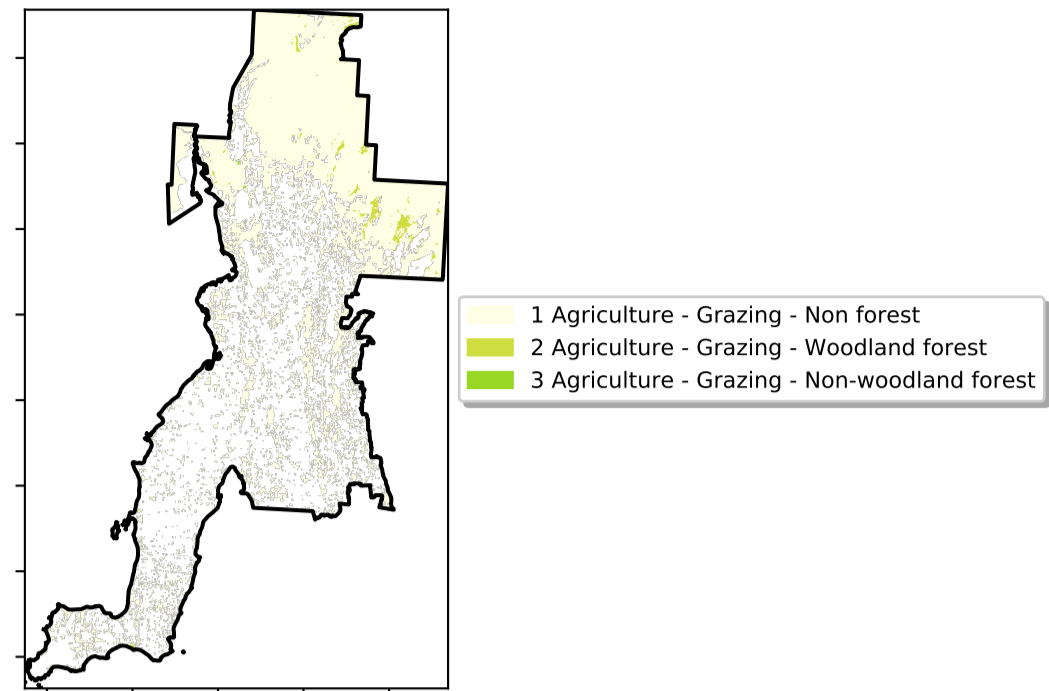 1 Agriculture - Grazing - Non forest
2 Agriculture - Grazing - Woodland forest
3 Agriculture - Grazing - Non-woodland forest